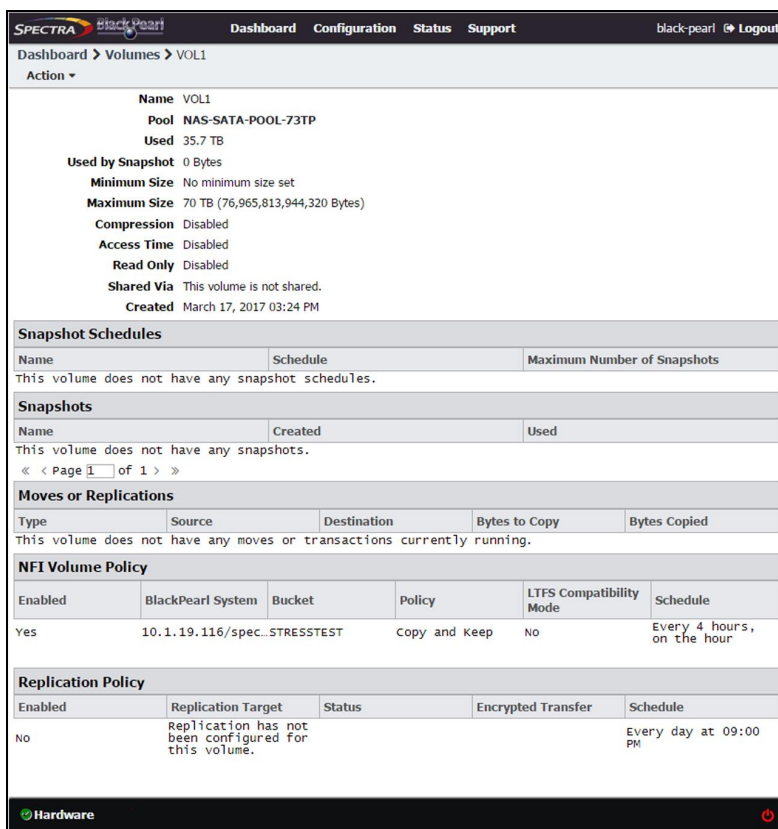 SPECTRA BlackPearl Dashboard Configuration Status Support black-pearl Logout
Dashboard > Volumes > VOL1
Action
Name VOL1
Pool NAS-SATA-POOL-73TP
Used 35.7 TB
Used by Snapshot 0 Bytes
Minimum Size No minimum size set
Maximum Size 70 TB (76,965,813,944,320 Bytes)
Compression Disabled
Access Time Disabled
Read Only Disabled
Shared Via This volume is not shared.
Created March 17, 2017 03:24 PM
Snapshot Schedules
Name Schedule Maximum Number of Snapshots
This volume does not have any snapshot schedules.
Snapshots
Name Created Used
This volume does not have any snapshots.
« < Page 1 of 1 > »
Moves or Replications
Type Source Destination Bytes to Copy Bytes Copied
This volume does not have any moves or transactions currently running.
NFI Volume Policy
Enabled BlackPearl System Bucket Policy LTFS Compatibility Mode Schedule
Yes 10.1.19.116/spec… STRESSTEST Copy and Keep No Every 4 hours, on the hour
Replication Policy
Enabled Replication Target Status Encrypted Transfer Schedule
No Replication has not been configured for this volume. Every day at 09:00 PM
Hardware